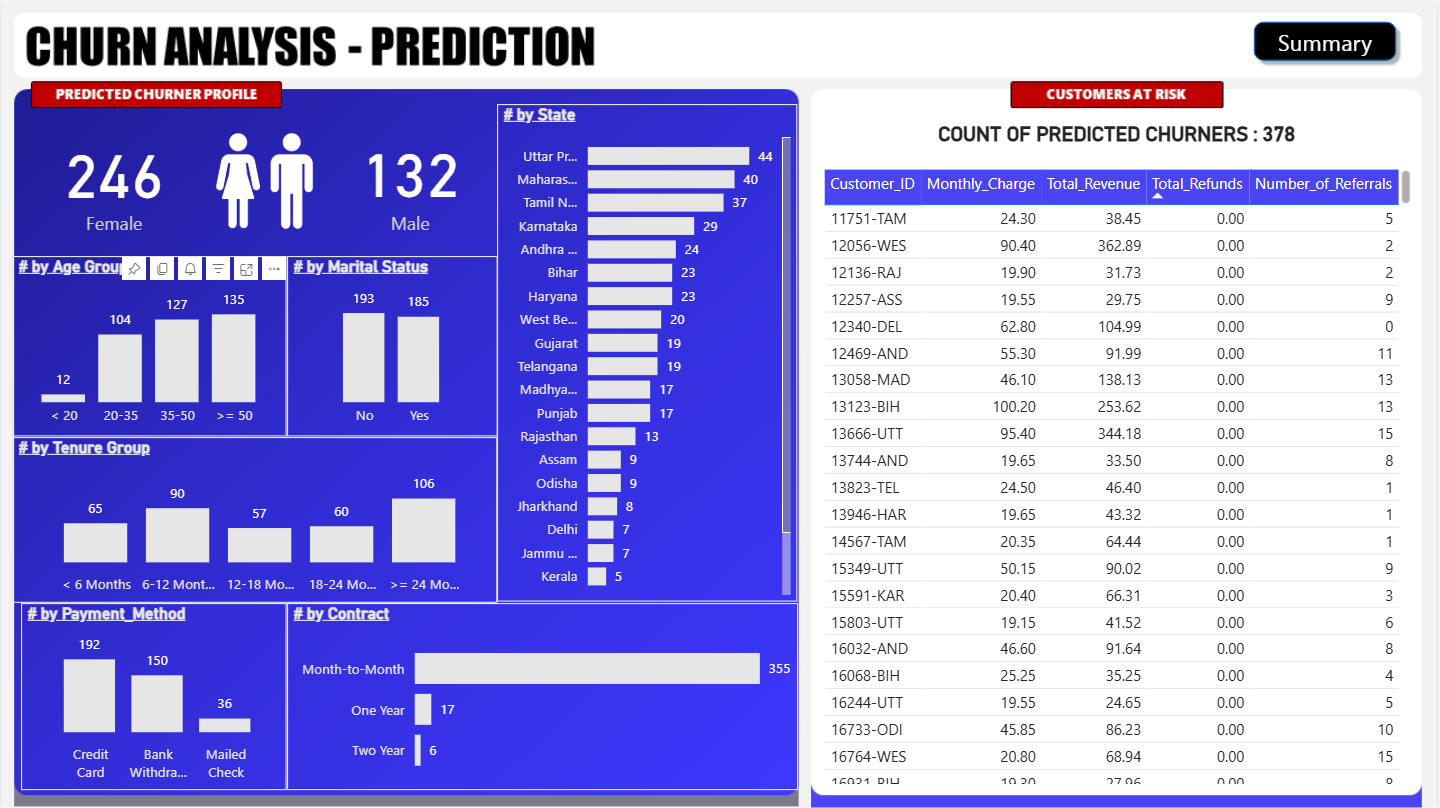 CHURN ANALYSIS - PREDICTION
Summary
PREDICTED CHURNER PROFILE
246
Female
132
Male
# by Age Group
12
104
127
135
< 20
20-35
35-50
>= 50
# by Marital Status
193
185
No
Yes
# by Tenure Group
65
90
57
60
106
< 6 Months
6-12 Mont...
12-18 Mo...
18-24 Mo...
>= 24 Mo...
# by Payment_Method
192
150
36
Credit
Card
Bank
Withdra...
Mailed
Check
# by Contract
Month-to-Month 355
One Year 17
Two Year 6
# by State
Uttar Pr... 44
Maharas... 40
Tamil N... 37
Karnataka 29
Andhra ... 24
Bihar 23
Haryana 23
West Be... 20
Gujarat 19
Telangana 19
Madhya... 17
Punjab 17
Rajasthan 13
Assam 9
Odisha 9
Jharkhand 8
Delhi 7
Jammu ... 7
Kerala 5
CUSTOMERS AT RISK
COUNT OF PREDICTED CHURNERS : 378
Customer_ID Monthly_Charge Total_Revenue Total_Refunds Number_of_Referrals
11751-TAM 24.30 38.45 0.00 5
12056-WES 90.40 362.89 0.00 2
12136-RAJ 19.90 31.73 0.00 2
12257-ASS 19.55 29.75 0.00 9
12340-DEL 62.80 104.99 0.00 0
12469-AND 55.30 91.99 0.00 11
13058-MAD 46.10 138.13 0.00 13
13123-BIH 100.20 253.62 0.00 13
13666-UTT 95.40 344.18 0.00 15
13744-AND 19.65 33.50 0.00 8
13823-TEL 24.50 46.40 0.00 1
13946-HAR 19.65 43.32 0.00 1
14567-TAM 20.35 64.44 0.00 1
15349-UTT 50.15 90.02 0.00 9
15591-KAR 20.40 66.31 0.00 3
15803-UTT 19.15 41.52 0.00 6
16032-AND 46.60 91.64 0.00 8
16068-BIH 25.25 35.25 0.00 4
16244-UTT 19.55 24.65 0.00 5
16733-ODI 45.85 86.23 0.00 10
16764-WES 20.80 68.94 0.00 15
16931-BIH 19.30 27.96 0.00 8